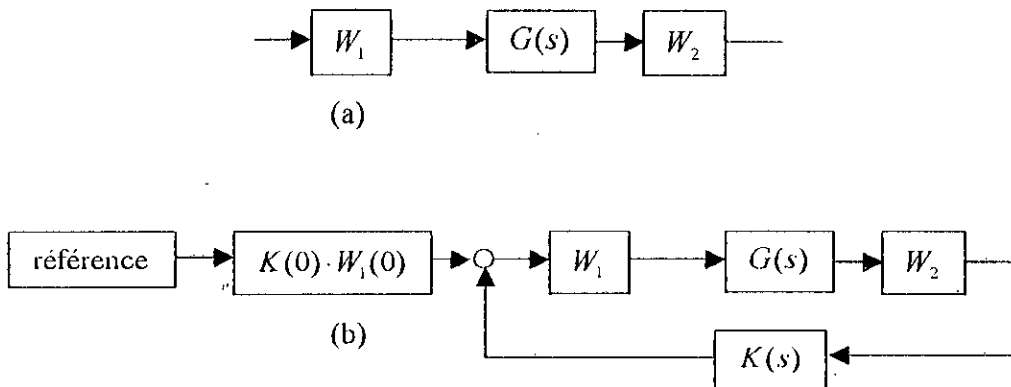 W₁ G(s) W₂
(a)
référence K(0)·W₁(0) W₁ G(s) W₂
(b)
K(s)